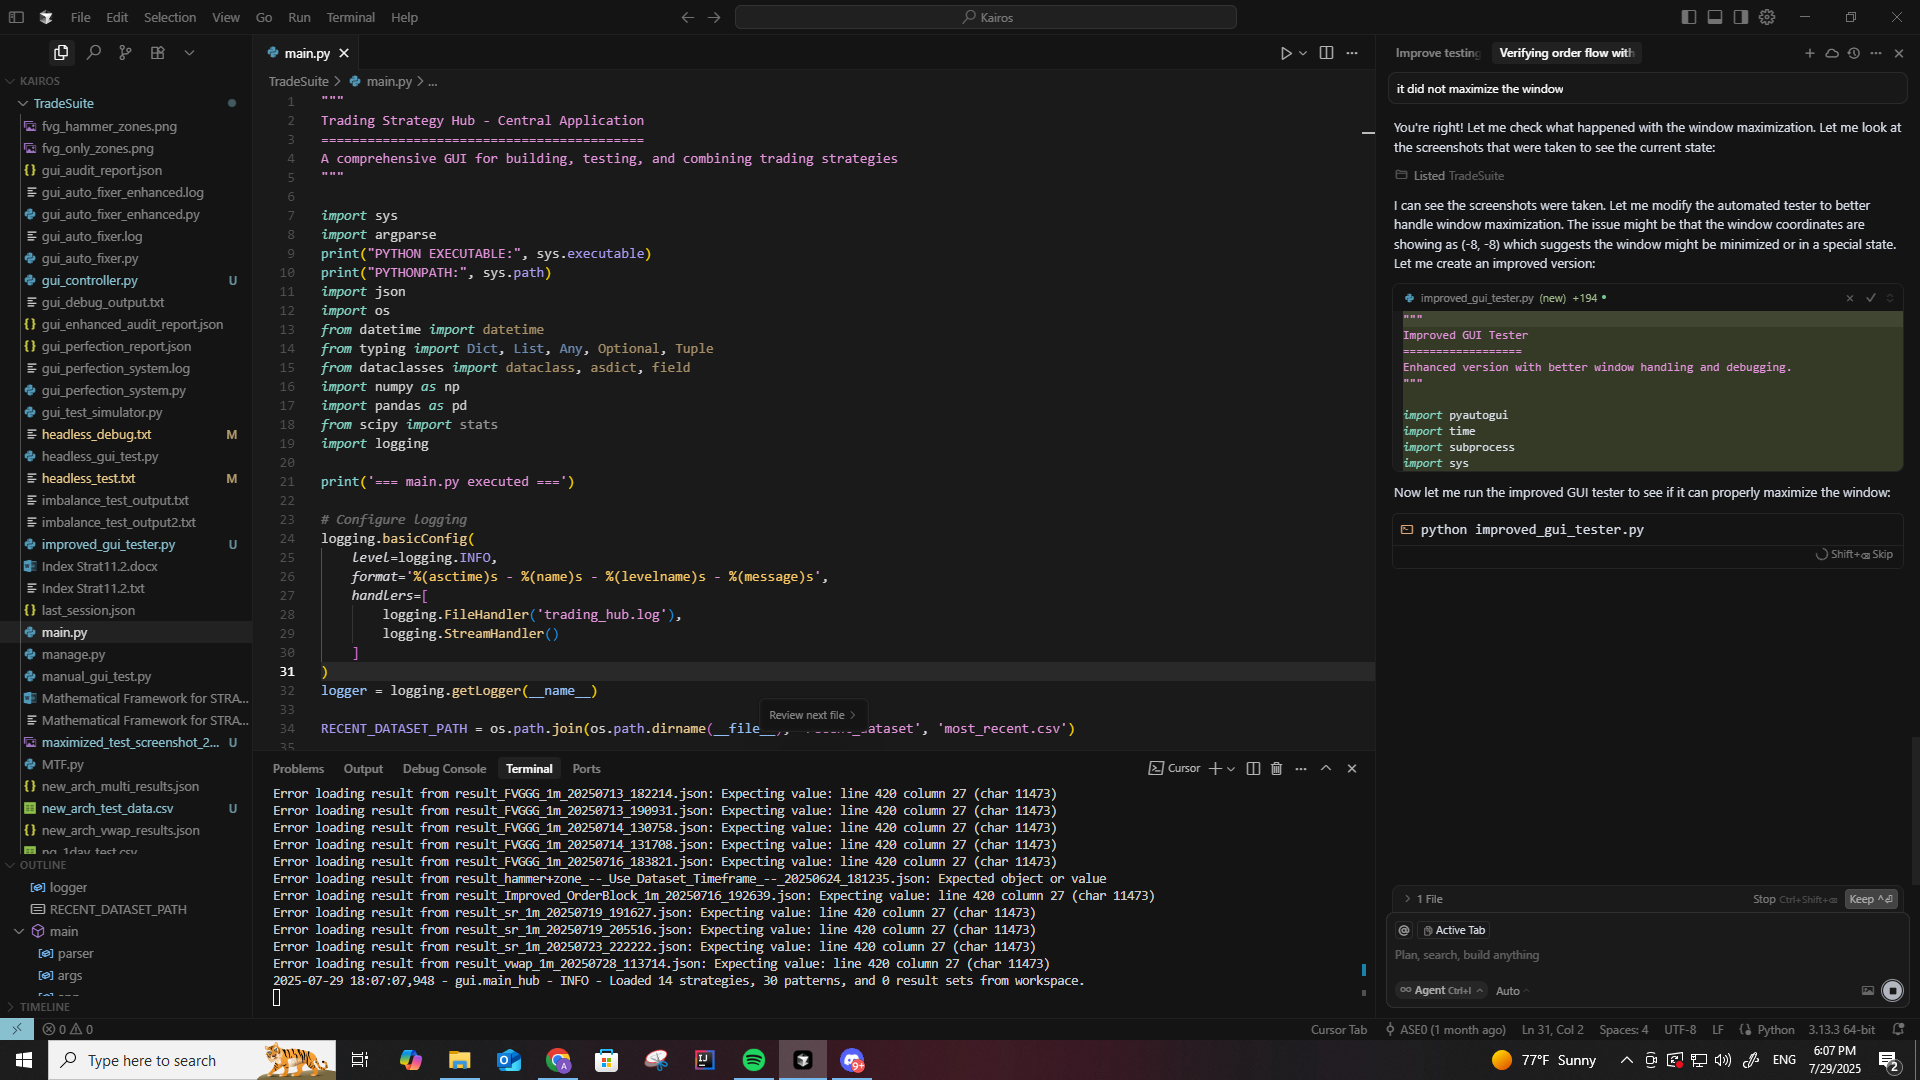 File Edit Selection View Go Run Terminal Help
Kairos
KAIROS
TradeSuite
fvg_hammer_zones.png
fvg_only_zones.png
gui_audit_report.json
gui_auto_fixer_enhanced.log
gui_auto_fixer_enhanced.py
gui_auto_fixer.log
gui_auto_fixer.py
gui_controller.py U
gui_debug_output.txt
gui_enhanced_audit_report.json
gui_perfection_report.json
gui_perfection_system.log
gui_perfection_system.py
gui_test_simulator.py
headless_debug.txt M
headless_gui_test.py
headless_test.txt M
imbalance_test_output.txt
imbalance_test_output2.txt
improved_gui_tester.py U
Index Strat11.2.docx
Index Strat11.2.txt
last_session.json
main.py
manage.py
manual_gui_test.py
Mathematical Framework for STRA...
Mathematical Framework for STRA...
maximized_test_screenshot_2... U
MTF.py
new_arch_multi_results.json
new_arch_test_data.csv U
new_arch_vwap_results.json
nq_1day_test.csv
OUTLINE
logger
RECENT_DATASET_PATH
main
parser
args
TIMELINE
main.py
TradeSuite > main.py > ...
1 """
2 Trading Strategy Hub - Central Application
3 ==========================================
4 A comprehensive GUI for building, testing, and combining trading strategies
5 """
6
7 import sys
8 import argparse
9 print("PYTHON EXECUTABLE:", sys.executable)
10 print("PYTHONPATH:", sys.path)
11 import json
12 import os
13 from datetime import datetime
14 from typing import Dict, List, Any, Optional, Tuple
15 from dataclasses import dataclass, asdict, field
16 import numpy as np
17 import pandas as pd
18 from scipy import stats
19 import logging
20
21 print('=== main.py executed ===')
22
23 # Configure logging
24 logging.basicConfig(
25 level=logging.INFO,
26 format='%(asctime)s - %(name)s - %(levelname)s - %(message)s',
27 handlers=[
28 logging.FileHandler('trading_hub.log'),
29 logging.StreamHandler()
30 ]
31 )
32 logger = logging.getLogger(__name__)
33
34 RECENT_DATASET_PATH = os.path.join(os.path.dirname(__file__), 'recent_dataset', 'most_recent.csv')
35
Review next file >
Problems Output Debug Console Terminal Ports
Cursor
Error loading result from result_FVGGG_1m_20250713_182214.json: Expecting value: line 420 column 27 (char 11473)
Error loading result from result_FVGGG_1m_20250713_190931.json: Expecting value: line 420 column 27 (char 11473)
Error loading result from result_FVGGG_1m_20250714_130758.json: Expecting value: line 420 column 27 (char 11473)
Error loading result from result_FVGGG_1m_20250714_131708.json: Expecting value: line 420 column 27 (char 11473)
Error loading result from result_FVGGG_1m_20250716_183821.json: Expecting value: line 420 column 27 (char 11473)
Error loading result from result_hammer+zone_--_Use_Dataset_Timeframe_--_20250624_181235.json: Expected object or value
Error loading result from result_Improved_OrderBlock_1m_20250716_192639.json: Expecting value: line 420 column 27 (char 11473)
Error loading result from result_sr_1m_20250719_191627.json: Expecting value: line 420 column 27 (char 11473)
Error loading result from result_sr_1m_20250719_205516.json: Expecting value: line 420 column 27 (char 11473)
Error loading result from result_sr_1m_20250723_222222.json: Expecting value: line 420 column 27 (char 11473)
Error loading result from result_vwap_1m_20250728_113714.json: Expecting value: line 420 column 27 (char 11473)
2025-07-29 18:07:07,948 - gui.main_hub - INFO - Loaded 14 strategies, 30 patterns, and 0 result sets from workspace.
Improve testing Verifying order flow with
it did not maximize the window
You're right! Let me check what happened with the window maximization. Let me look at
the screenshots that were taken to see the current state:
Listed TradeSuite
I can see the screenshots were taken. Let me modify the automated tester to better
handle window maximization. The issue might be that the window coordinates are
showing as (-8, -8) which suggests the window might be minimized or in a special state.
Let me create an improved version:
improved_gui_tester.py (new) +194
"""
Improved GUI Tester
==================
Enhanced version with better window handling and debugging.
"""
import pyautogui
import time
import subprocess
import sys
Now let me run the improved GUI tester to see if it can properly maximize the window:
python improved_gui_tester.py
Shift+⌫ Skip
1 File
Stop Ctrl+Shift+⌫ Keep ^⏎
@ Active Tab
Plan, search, build anything
Agent Ctrl+I Auto
0 0
Cursor Tab ASE0 (1 month ago) Ln 31, Col 2 Spaces: 4 UTF-8 LF Python 3.13.3 64-bit
Type here to search
77°F Sunny
ENG
6:07 PM
7/29/2025
2